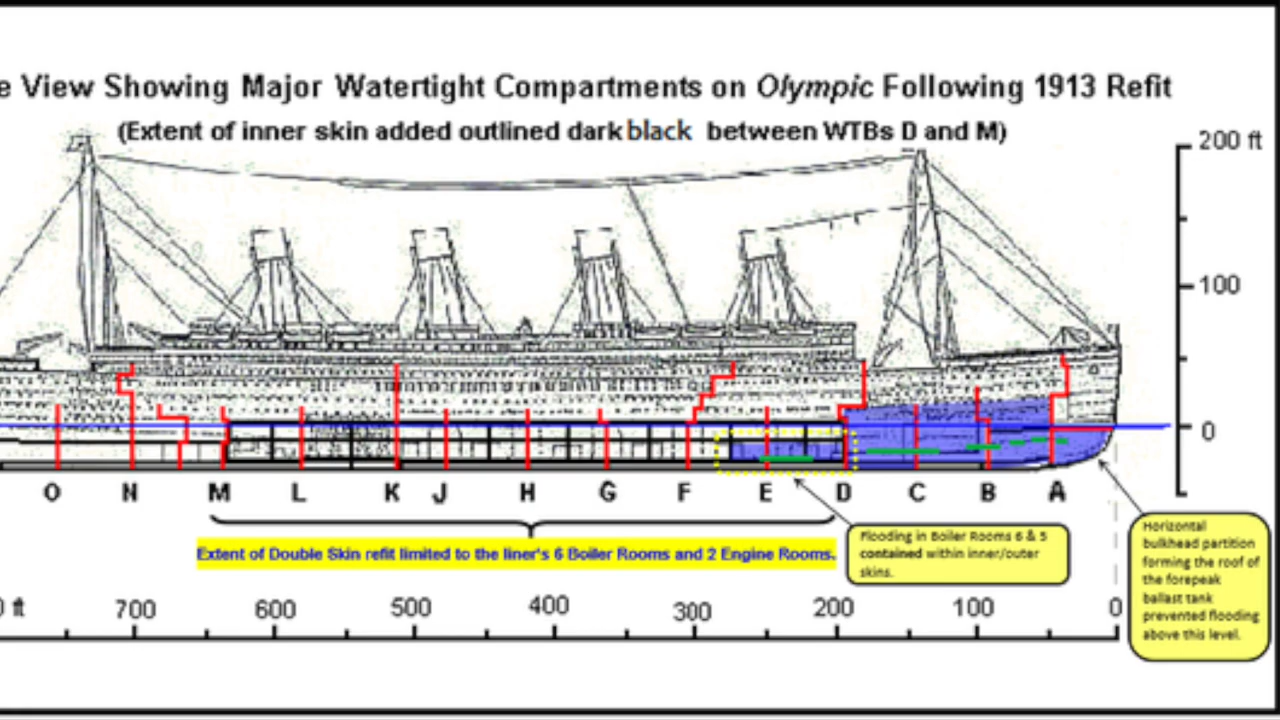 e View Showing Major Watertight Compartments on Olympic Following 1913 Refit
(Extent of inner skin added outlined dark black between WTBs D and M)
200 ft
100
0
O N M L K J H G F E D C B A
Extent of Double Skin refit limited to the liner's 6 Boiler Rooms and 2 Engine Rooms.
Flooding in Boiler Rooms 6 & 5
contained within inner/outer
skins.
Horizontal
bulkhead partition
forming the roof of
the forepeak
ballast tank
prevented flooding
above this level.
0 ft 700 600 500 400 300 200 100 0